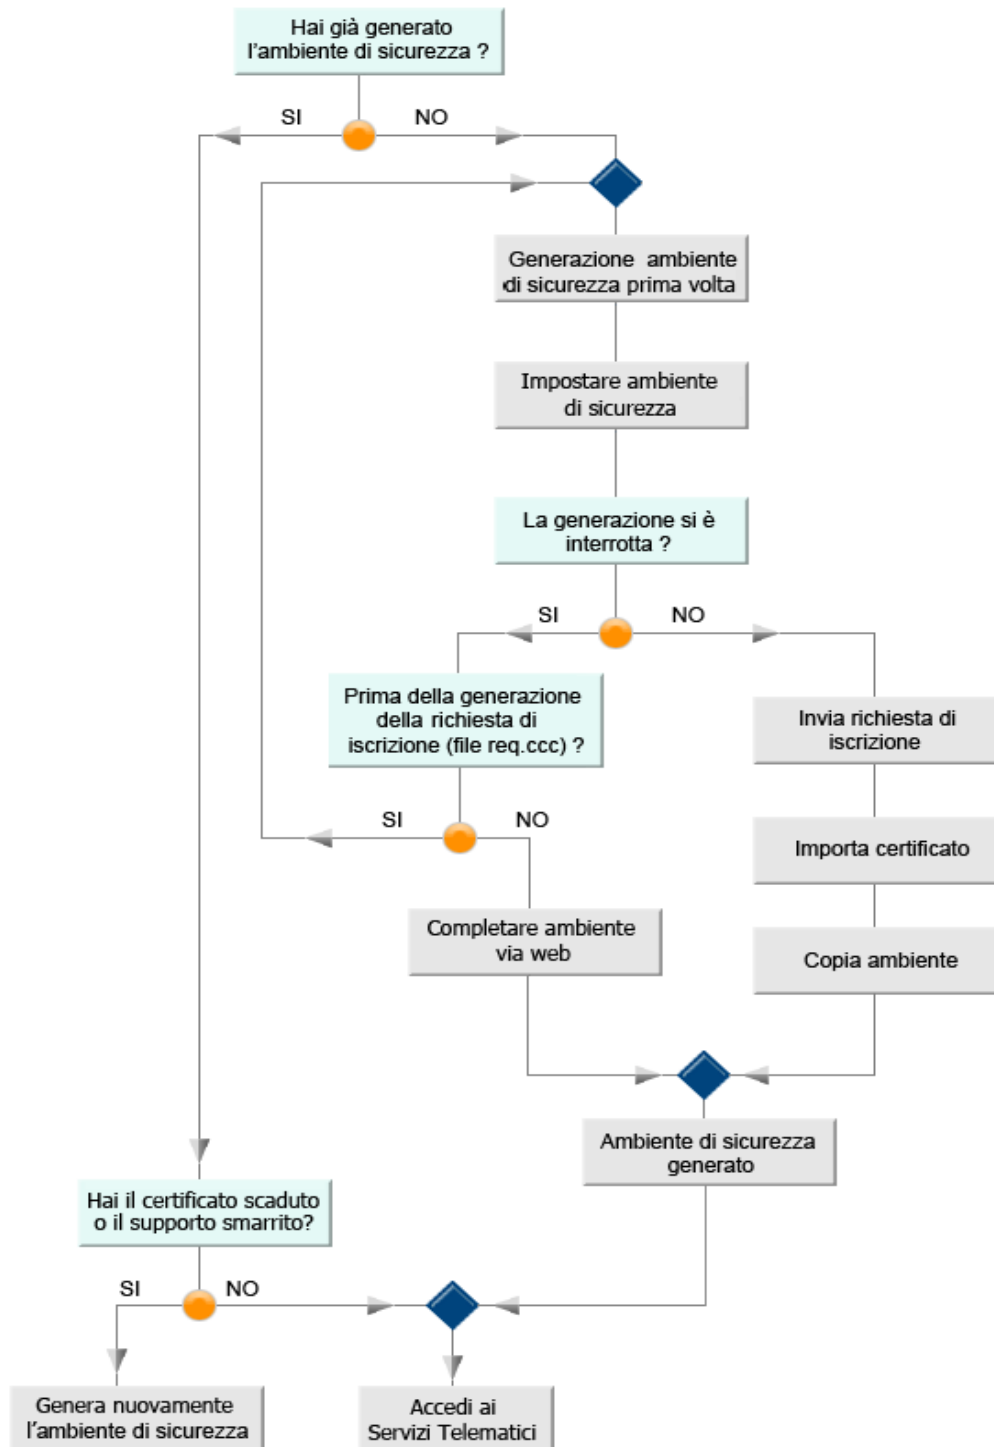 Hai già generato
l'ambiente di sicurezza ?
SI
NO
Generazione ambiente
di sicurezza prima volta
Impostare ambiente
di sicurezza
La generazione si è
interrotta ?
SI
NO
Prima della generazione
della richiesta di
iscrizione (file req.ccc) ?
Invia richiesta di
iscrizione
SI
NO
Importa certificato
Completare ambiente
via web
Copia ambiente
Ambiente di sicurezza
generato
Hai il certificato scaduto
o il supporto smarrito?
SI
NO
Genera nuovamente
l'ambiente di sicurezza
Accedi ai
Servizi Telematici